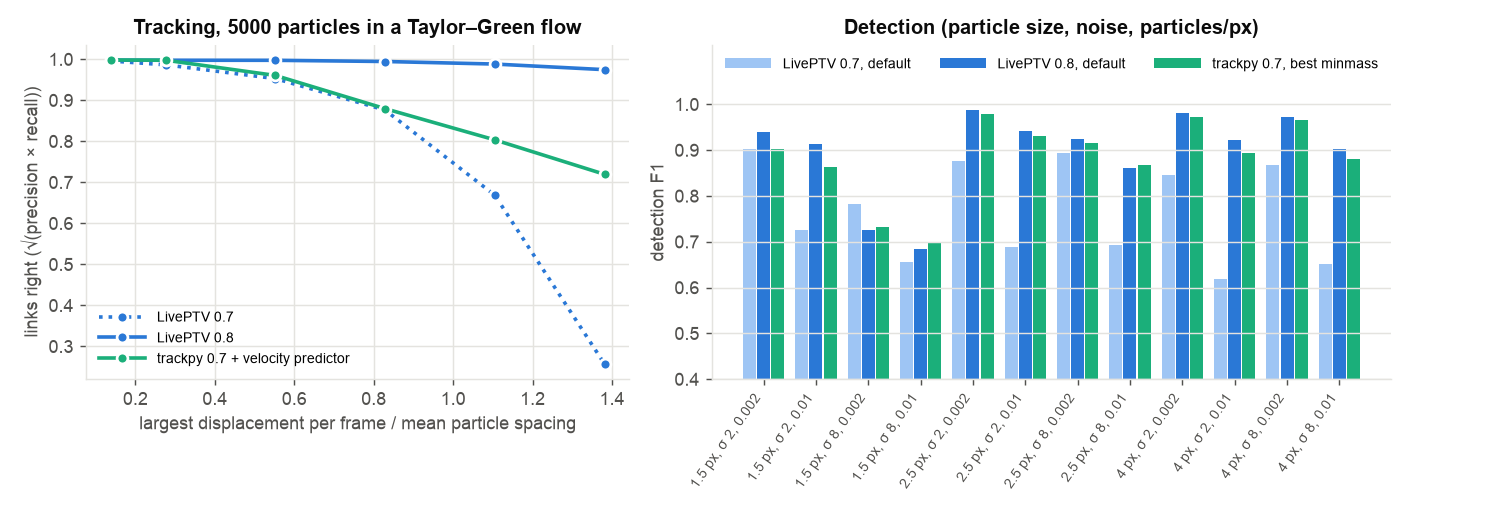 Tracking, 5000 particles in a Taylor–Green flow
links right (√(precision × recall))
1.0
0.9
0.8
0.7
0.6
0.5
0.4
0.3
LivePTV 0.7
LivePTV 0.8
trackpy 0.7 + velocity predictor
0.2 0.4 0.6 0.8 1.0 1.2 1.4
largest displacement per frame / mean particle spacing
Detection (particle size, noise, particles/px)
LivePTV 0.7, default LivePTV 0.8, default trackpy 0.7, best minmass
detection F1
1.0
0.9
0.8
0.7
0.6
0.5
0.4
1.5 px, σ 2, 0.002
1.5 px, σ 2, 0.01
1.5 px, σ 8, 0.002
1.5 px, σ 8, 0.01
2.5 px, σ 2, 0.002
2.5 px, σ 2, 0.01
2.5 px, σ 8, 0.002
2.5 px, σ 8, 0.01
4 px, σ 2, 0.002
4 px, σ 2, 0.01
4 px, σ 8, 0.002
4 px, σ 8, 0.01